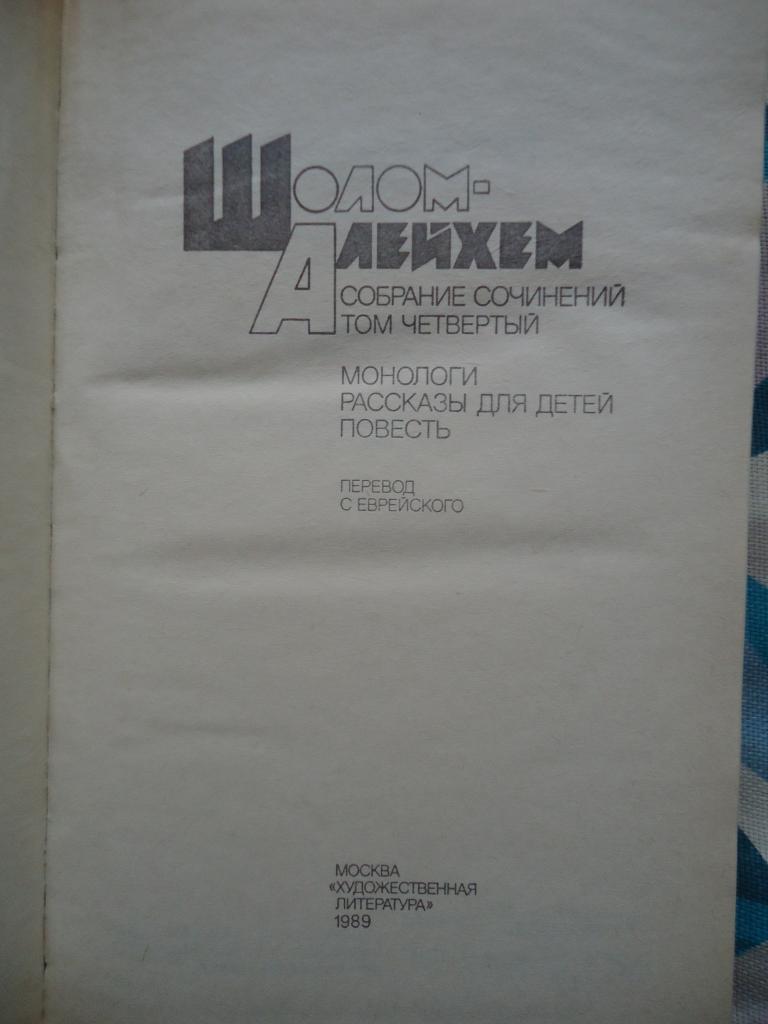 ШОЛОМ-
АЛЕЙХЕМ
СОБРАНИЕ СОЧИНЕНИЙ
ТОМ ЧЕТВЕРТЫЙ
МОНОЛОГИ
РАССКАЗЫ ДЛЯ ДЕТЕЙ
ПОВЕСТЬ
ПЕРЕВОД
С ЕВРЕЙСКОГО
МОСКВА
«ХУДОЖЕСТВЕННАЯ
ЛИТЕРАТУРА»
1989